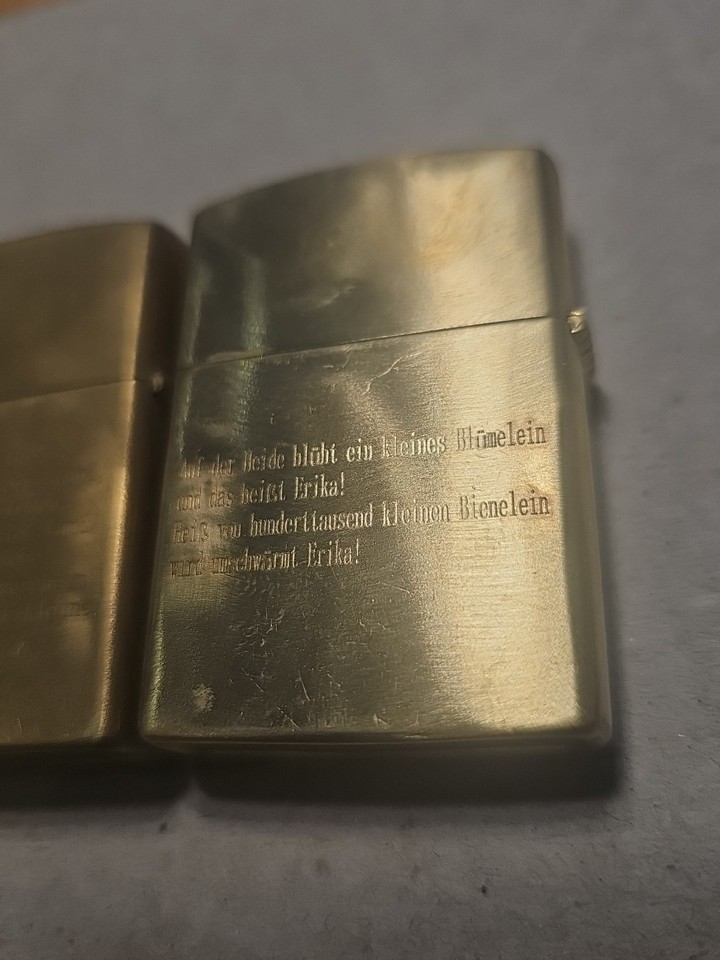 Auf der Heide blüht ein kleines Blümelein
und das heißt Erika!
Heiß von hunderttausend kleinen Bienelein
wird umschwärmt Erika!